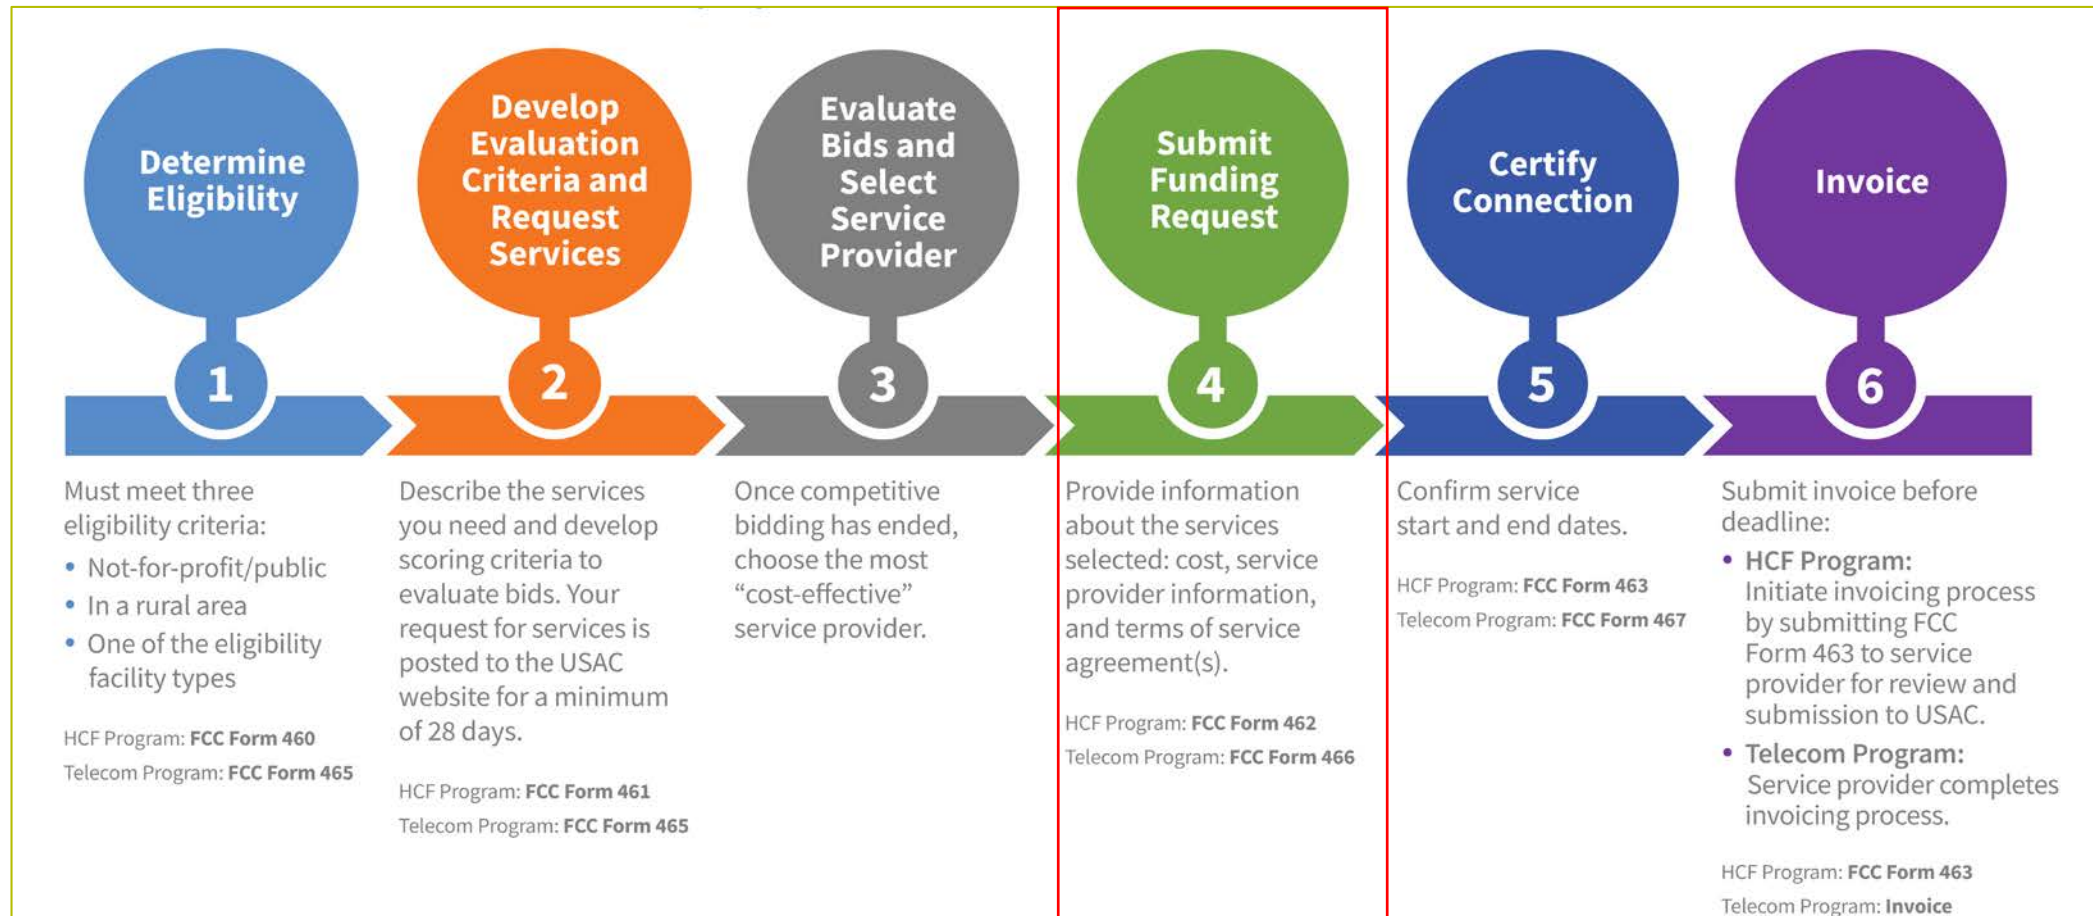 Determine
Eligibility
1
Must meet three
eligibility criteria:
• Not-for-profit/public
• In a rural area
• One of the eligibility
facility types
HCF Program: FCC Form 460
Telecom Program: FCC Form 465
Develop
Evaluation
Criteria and
Request
Services
2
Describe the services
you need and develop
scoring criteria to
evaluate bids. Your
request for services is
posted to the USAC
website for a minimum
of 28 days.
HCF Program: FCC Form 461
Telecom Program: FCC Form 465
Evaluate
Bids and
Select
Service
Provider
3
Once competitive
bidding has ended,
choose the most
“cost-effective”
service provider.
Submit
Funding
Request
4
Provide information
about the services
selected: cost, service
provider information,
and terms of service
agreement(s).
HCF Program: FCC Form 462
Telecom Program: FCC Form 466
Certify
Connection
5
Confirm service
start and end dates.
HCF Program: FCC Form 463
Telecom Program: FCC Form 467
Invoice
6
Submit invoice before
deadline:
• HCF Program:
Initiate invoicing process
by submitting FCC
Form 463 to service
provider for review and
submission to USAC.
• Telecom Program:
Service provider completes
invoicing process.
HCF Program: FCC Form 463
Telecom Program: Invoice